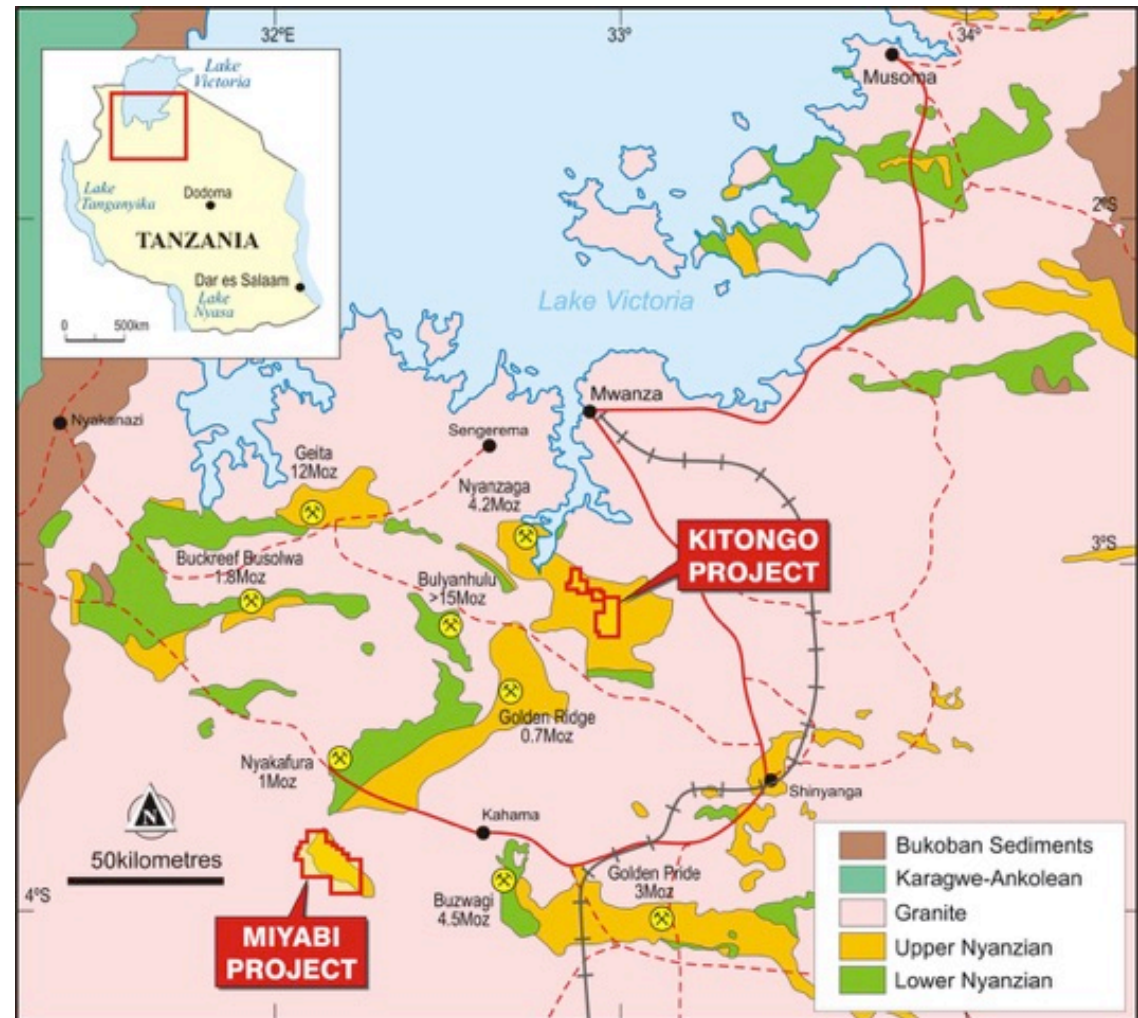 32°E
33°
34°
Lake
Victoria
Lake
Tanganyika
Dodoma
TANZANIA
Dar es Salaam
Lake
Nyasa
0
500km
Musoma
2°S
Lake Victoria
Nyakanazi
Mwanza
Sengerema
Geita
12Moz
Nyanzaga
4.2Moz
KITONGO
PROJECT
3°S
Buckreef Busolwa
1.8Moz
Bulyanhulu
>15Moz
Golden Ridge
0.7Moz
Nyakafura
1Moz
Shinyanga
N
50kilometres
Kahama
4°S
Buzwagi
4.5Moz
Golden Pride
3Moz
MIYABI
PROJECT
Bukoban Sediments
Karagwe-Ankolean
Granite
Upper Nyanzian
Lower Nyanzian